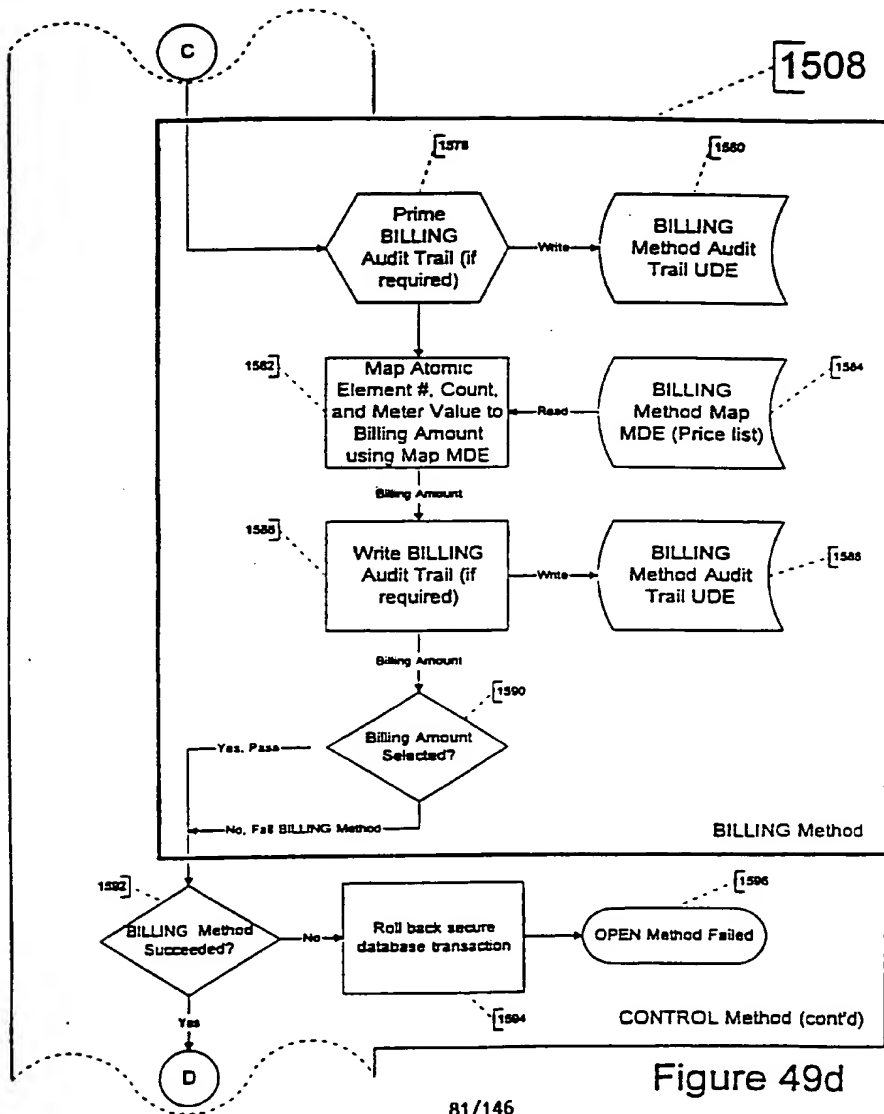 C
1508
1578
1580
Prime
BILLING
Audit Trail (if
required)
Write
BILLING
Method Audit
Trail UDE
1582
Map Atomic
Element #, Count,
and Meter Value to
Billing Amount
using Map MDE
Read
BILLING
Method Map
MDE (Price list)
1584
Billing Amount
1586
Write BILLING
Audit Trail (if
required)
Write
BILLING
Method Audit
Trail UDE
1588
Billing Amount
1590
Billing Amount
Selected?
Yes, Pass
No, Fail BILLING Method
BILLING Method
1592
BILLING Method
Succeeded?
No
Roll back secure
database transaction
1596
OPEN Method Failed
1594
CONTROL Method (cont'd)
Yes
D
Figure 49d
81/146